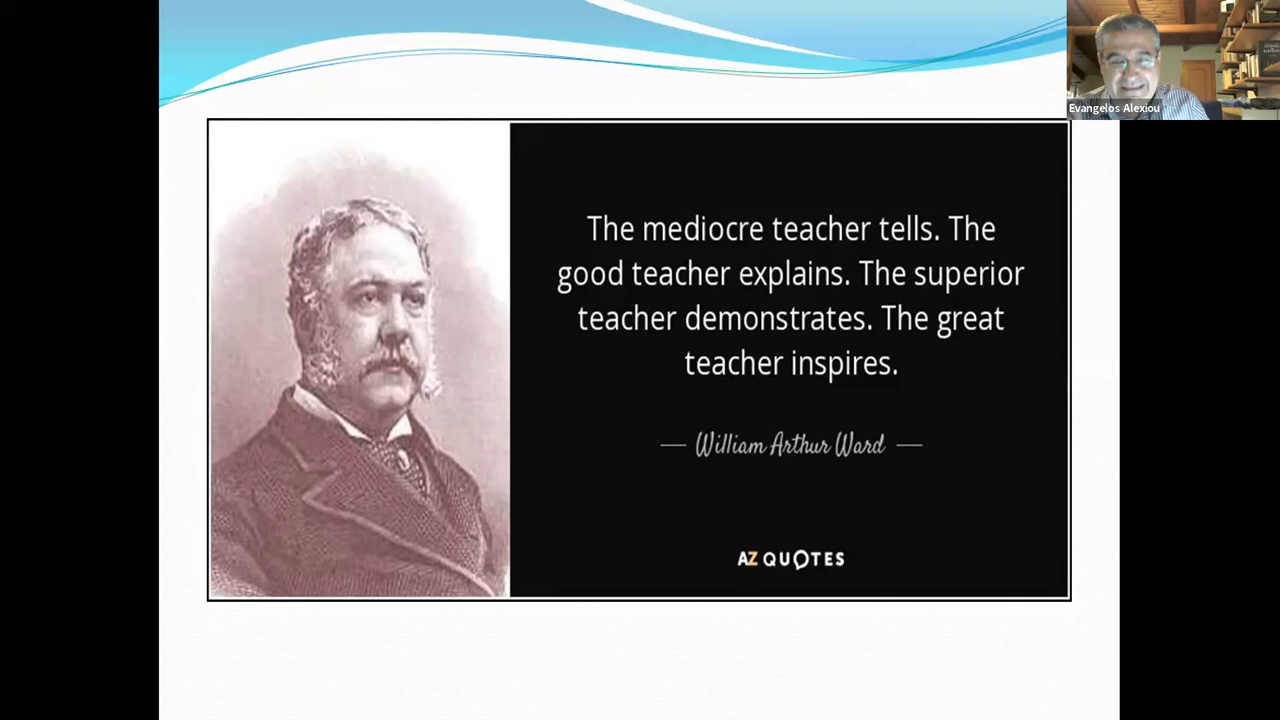 Evangelos Alexiou
The mediocre teacher tells. The
good teacher explains. The superior
teacher demonstrates. The great
teacher inspires.
— William Arthur Ward —
AZ QUOTES